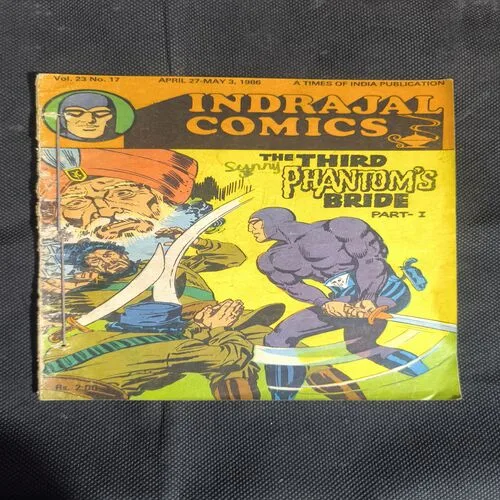 Vol. 23 No. 17 APRIL 27-MAY 3, 1986 A TIMES OF INDIA PUBLICATION
INDRAJAL
COMICS
Sunny
THE THIRD
PHANTOM'S
BRIDE
PART-I
Rs. 2.00